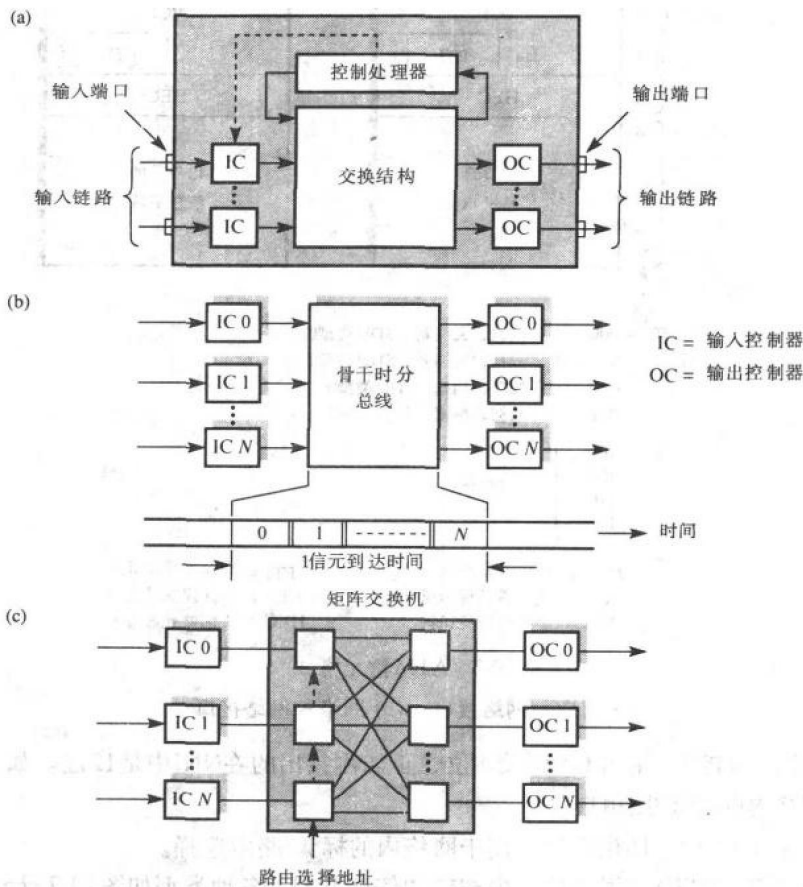 (a)
控制处理器
输入端口
输出端口
IC
交换结构
OC
输入链路
输出链路
IC
OC
(b)
IC 0
OC 0
IC = 输入控制器
OC = 输出控制器
IC 1
骨干时分
总线
OC 1
IC N
OC N
0
1
N
时间
1信元到达时间
矩阵交换机
(c)
IC 0
OC 0
IC 1
OC 1
IC N
OC N
路由选择地址